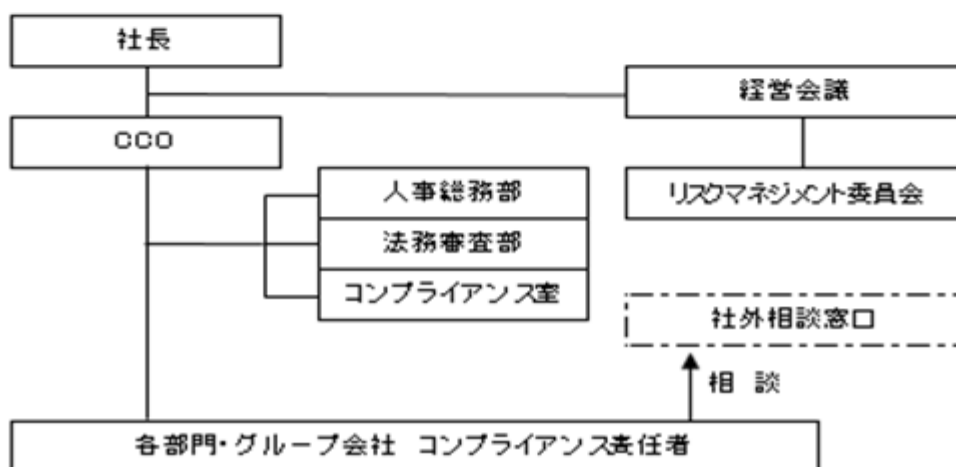 社長
経営会議
CCO
リスクマネジメント委員会
人事総務部
法務審査部
コンプライアンス室
社外相談窓口
相談
各部門・グループ会社 コンプライアンス責任者